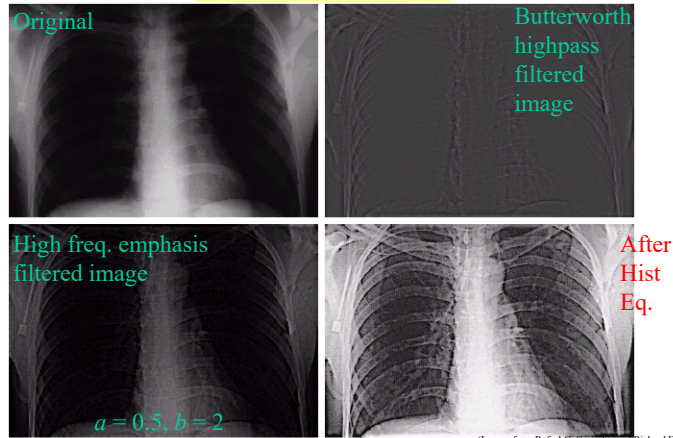 Original
Butterworth
highpass
filtered
image
High freq. emphasis
filtered image
a = 0.5, b = 2
After
Hist
Eq.